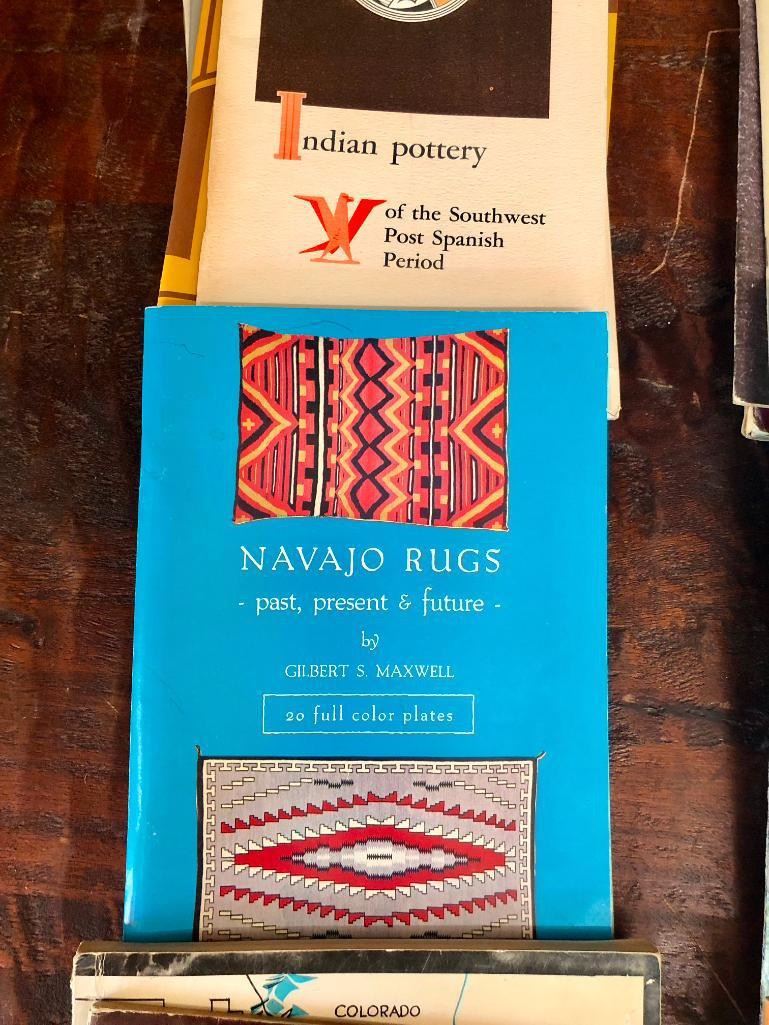 Indian pottery
of the Southwest
Post Spanish
Period
NAVAJO RUGS
- past, present & future -
by
GILBERT S. MAXWELL
20 full color plates
COLORADO